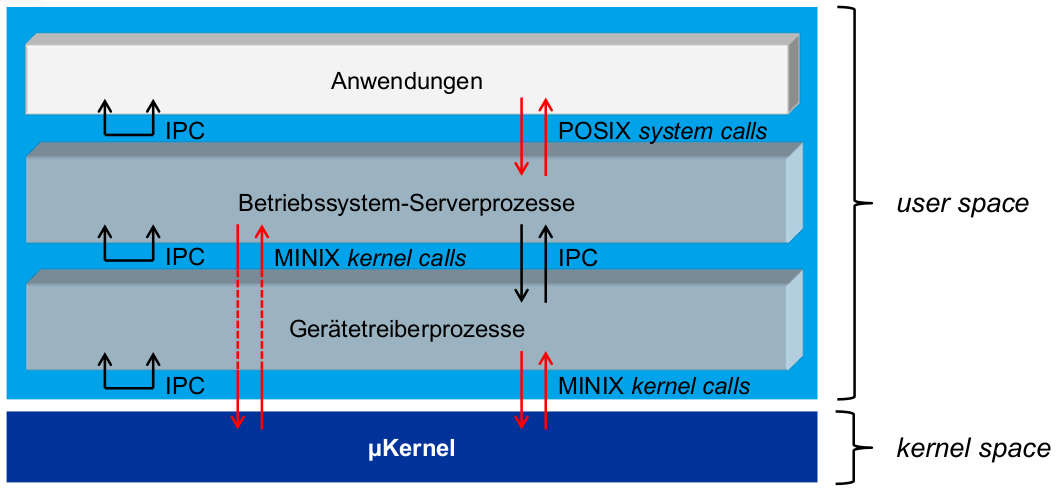 Anwendungen
IPC
POSIX system calls
Betriebssystem-Serverprozesse
user space
IPC
MINIX kernel calls
IPC
Gerätetreiberprozesse
IPC
MINIX kernel calls
µKernel
kernel space